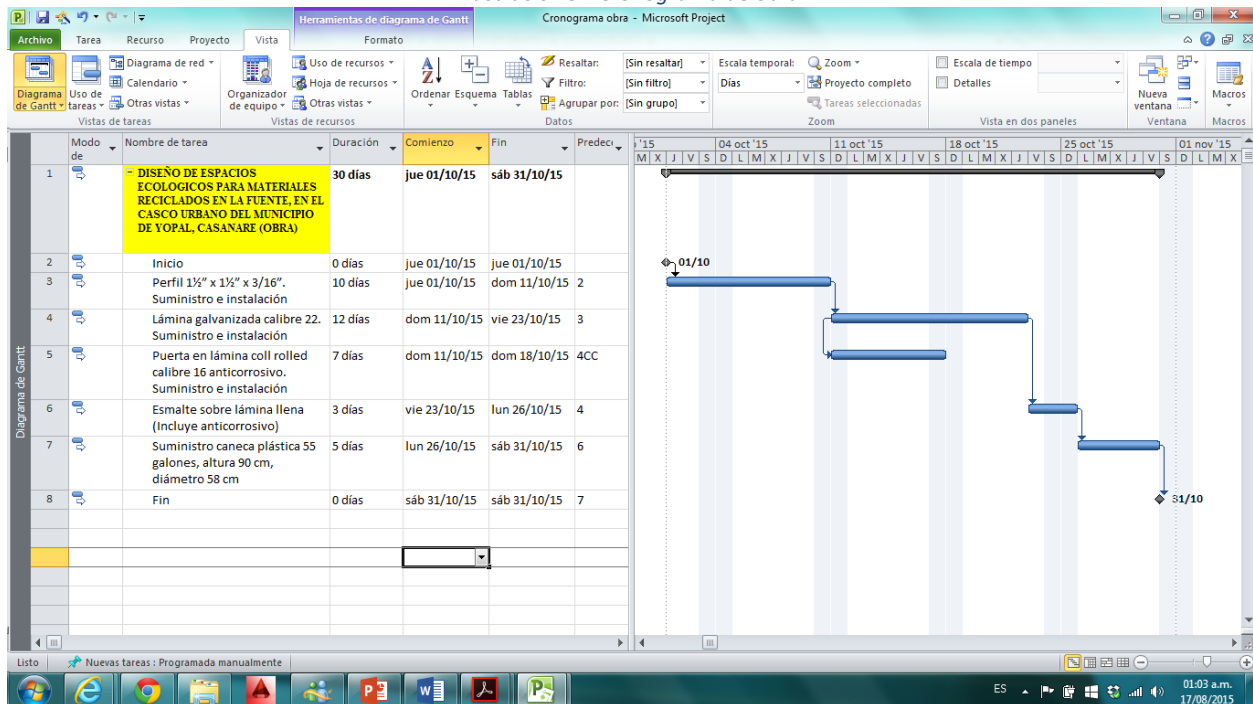 Herramientas de diagrama de Gantt
Cronograma obra - Microsoft Project
Archivo Tarea Recurso Proyecto Vista Formato
Diagrama de Gantt
Uso de tareas
Diagrama de red
Calendario
Otras vistas
Vistas de tareas
Organizador de equipo
Uso de recursos
Hoja de recursos
Otras vistas
Vistas de recursos
Ordenar Esquema Tablas
Resaltar: [Sin resaltar]
Filtro: [Sin filtro]
Agrupar por: [Sin grupo]
Datos
Escala temporal:
Días
Zoom
Proyecto completo
Tareas seleccionadas
Zoom
Escala de tiempo
Detalles
Vista en dos paneles
Nueva ventana
Ventana
Macros
Macros
Modo de Nombre de tarea Duración Comienzo Fin Predec
'15 04 oct '15 11 oct '15 18 oct '15 25 oct '15 01 nov '15
M X J V S D L M X J V S D L M X J V S D L M X J V S D L M X J V S D L M X
1 DISEÑO DE ESPACIOS 30 días jue 01/10/15 sáb 31/10/15
ECOLOGICOS PARA MATERIALES
RECICLADOS EN LA FUENTE, EN EL
CASCO URBANO DEL MUNICIPIO
DE YOPAL, CASANARE (OBRA)
2 Inicio 0 días jue 01/10/15 jue 01/10/15 01/10
3 Perfil 1½” x 1½” x 3/16”. 10 días jue 01/10/15 dom 11/10/15 2
Suministro e instalación
4 Lámina galvanizada calibre 22. 12 días dom 11/10/15 vie 23/10/15 3
Suministro e instalación
5 Puerta en lámina coll rolled 7 días dom 11/10/15 dom 18/10/15 4CC
calibre 16 anticorrosivo.
Suministro e instalación
6 Esmalte sobre lámina llena 3 días vie 23/10/15 lun 26/10/15 4
(Incluye anticorrosivo)
7 Suministro caneca plástica 55 5 días lun 26/10/15 sáb 31/10/15 6
galones, altura 90 cm,
diámetro 58 cm
8 Fin 0 días sáb 31/10/15 sáb 31/10/15 7 31/10
Diagrama de Gantt
Listo Nuevas tareas : Programada manualmente
ES
01:03 a.m.
17/08/2015